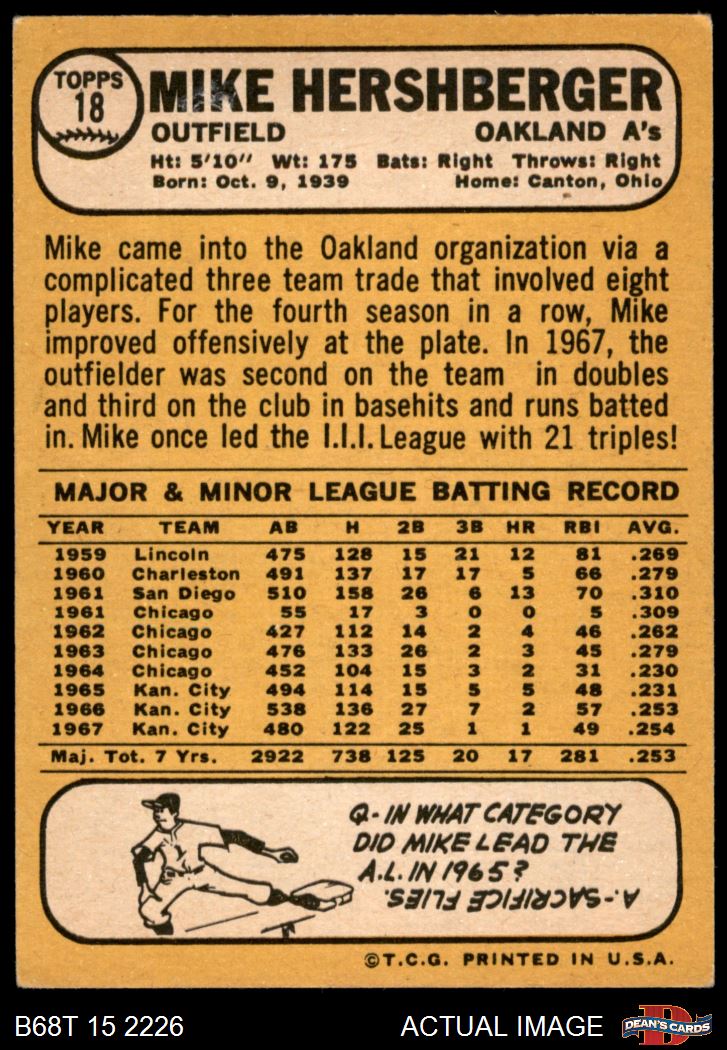 TOPPS
18
MIKE HERSHBERGER
OUTFIELD OAKLAND A's
Ht: 5'10" Wt: 175 Bats: Right Throws: Right
Born: Oct. 9, 1939 Home: Canton, Ohio
Mike came into the Oakland organization via a
complicated three team trade that involved eight
players. For the fourth season in a row, Mike
improved offensively at the plate. In 1967, the
outfielder was second on the team in doubles
and third on the club in basehits and runs batted
in. Mike once led the I.I.I. League with 21 triples!
MAJOR & MINOR LEAGUE BATTING RECORD
YEAR TEAM AB H 2B 3B HR RBI AVG.
1959 Lincoln 475 128 15 21 12 81 .269
1960 Charleston 491 137 17 17 5 66 .279
1961 San Diego 510 158 26 6 13 70 .310
1961 Chicago 55 17 3 0 0 5 .309
1962 Chicago 427 112 14 2 4 46 .262
1963 Chicago 476 133 26 2 3 45 .279
1964 Chicago 452 104 15 3 2 31 .230
1965 Kan. City 494 114 15 5 5 48 .231
1966 Kan. City 538 136 27 7 2 57 .253
1967 Kan. City 480 122 25 1 1 49 .254
Maj. Tot. 7 Yrs. 2922 738 125 20 17 281 .253
Q-IN WHAT CATEGORY
DID MIKE LEAD THE
A.L. IN 1965?
A-SACRIFICE FLIES.
©T.C.G. PRINTED IN U.S.A.
B68T 15 2226 ACTUAL IMAGE
D
DEAN'S CARDS